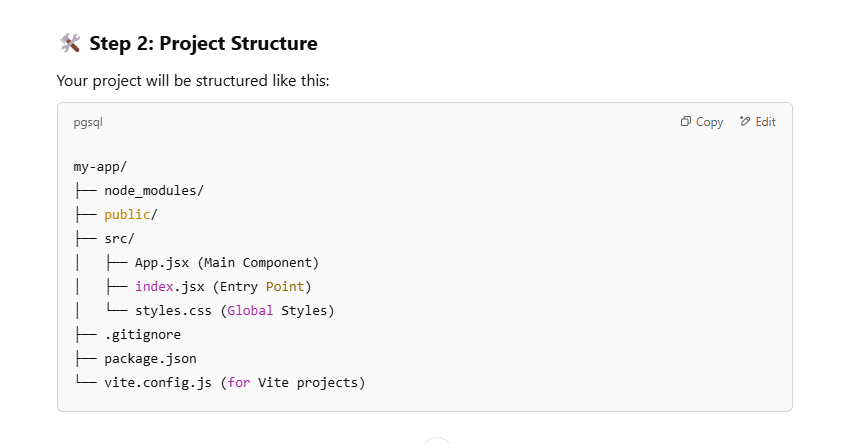 🛠️ Step 2: Project Structure
Your project will be structured like this:
pgsql Copy Edit
my-app/
├── node_modules/
├── public/
├── src/
│   ├── App.jsx (Main Component)
│   ├── index.jsx (Entry Point)
│   └── styles.css (Global Styles)
├── .gitignore
├── package.json
└── vite.config.js (for Vite projects)